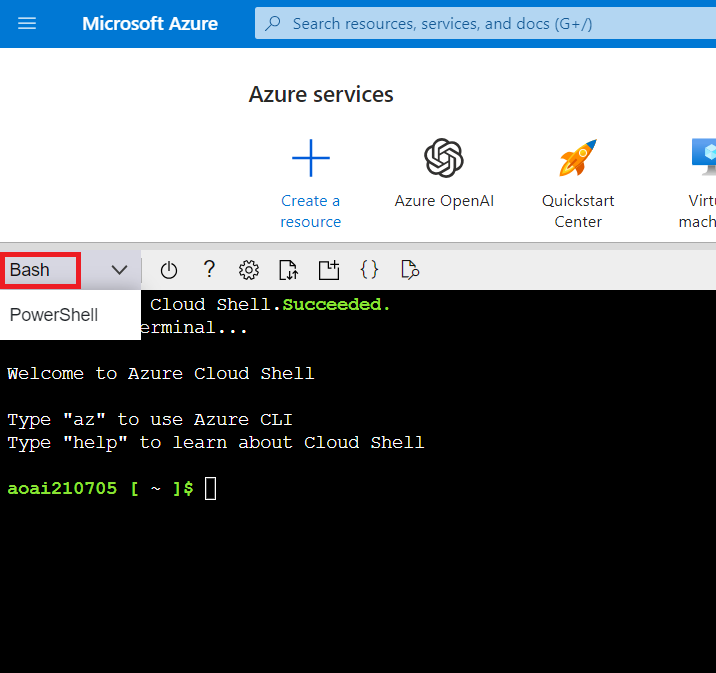 Microsoft Azure
Search resources, services, and docs (G+/)
Azure services
Create a
resource
Azure OpenAI
Quickstart
Center
Virtu
machi
Bash
?
{}
PowerShell
Cloud Shell.Succeeded.
erminal...
Welcome to Azure Cloud Shell
Type "az" to use Azure CLI
Type "help" to learn about Cloud Shell
aoai210705 [ ~ ]$